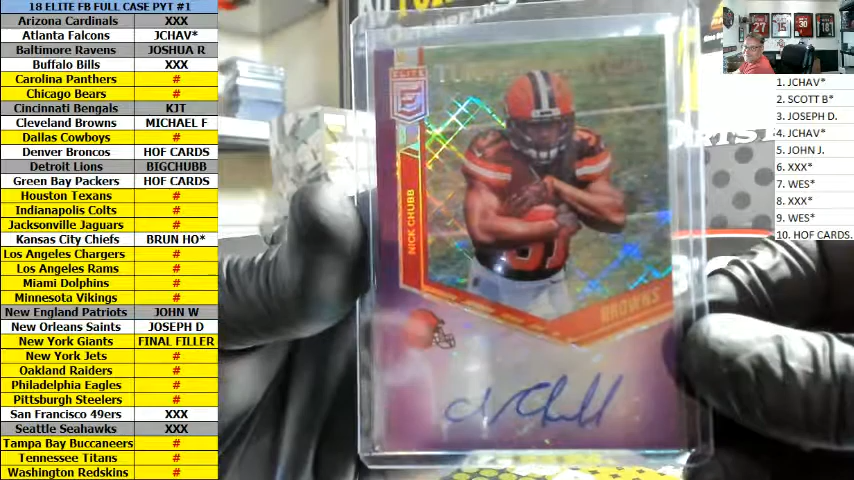 18 ELITE FB FULL CASE PYT #1
Arizona Cardinals XXX
Atlanta Falcons JCHAV*
Baltimore Ravens JOSHUA R
Buffalo Bills XXX
Carolina Panthers #
Chicago Bears #
Cincinnati Bengals KJT
Cleveland Browns MICHAEL F
Dallas Cowboys #
Denver Broncos HOF CARDS
Detroit Lions BIGCHUBB
Green Bay Packers HOF CARDS
Houston Texans #
Indianapolis Colts #
Jacksonville Jaguars #
Kansas City Chiefs BRUN HO*
Los Angeles Chargers #
Los Angeles Rams #
Miami Dolphins #
Minnesota Vikings #
New England Patriots JOHN W
New Orleans Saints JOSEPH D
New York Giants FINAL FILLER
New York Jets #
Oakland Raiders #
Philadelphia Eagles #
Pittsburgh Steelers #
San Francisco 49ers XXX
Seattle Seahawks XXX
Tampa Bay Buccaneers #
Tennessee Titans #
Washington Redskins #
ELITE
NICK CHUBB
31
BROWNS
N Chubb
1. JCHAV*
2. SCOTT B*
3. JOSEPH D.
4. JCHAV*
5. JOHN J.
6. XXX*
7. WES*
8. XXX*
9. WES*
10. HOF CARDS.